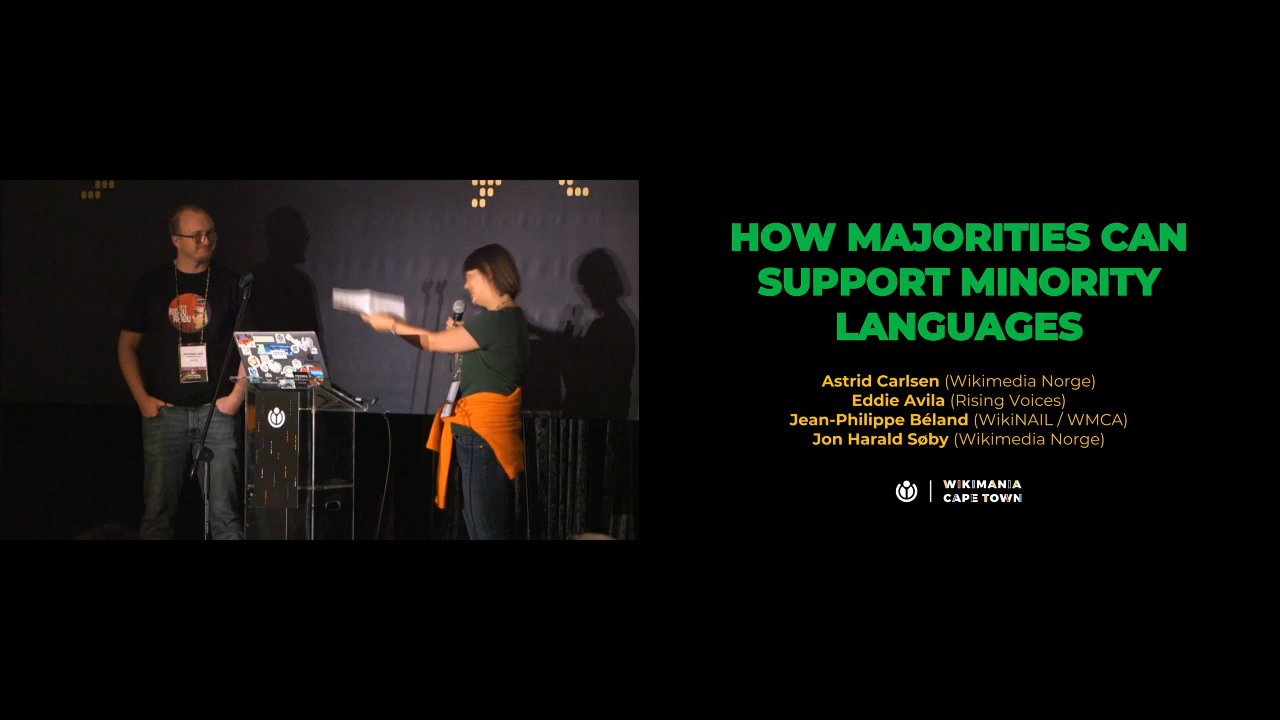 HOW MAJORITIES CAN
SUPPORT MINORITY
LANGUAGES
Astrid Carlsen (Wikimedia Norge)
Eddie Avila (Rising Voices)
Jean-Philippe Béland (WikiNAIL / WMCA)
Jon Harald Søby (Wikimedia Norge)
WIKIMANIA
CAPE TOWN